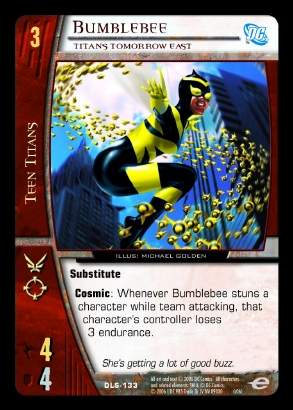 3
BUMBLEBEE
TITANS TOMORROW EAST
DC
TEEN TITANS
ILLUS: MICHAEL GOLDEN
Substitute
Cosmic: Whenever Bumblebee stuns a
character while team attacking, that
character's controller loses
3 endurance.
4
4
She's getting a lot of good buzz.
DLS-133